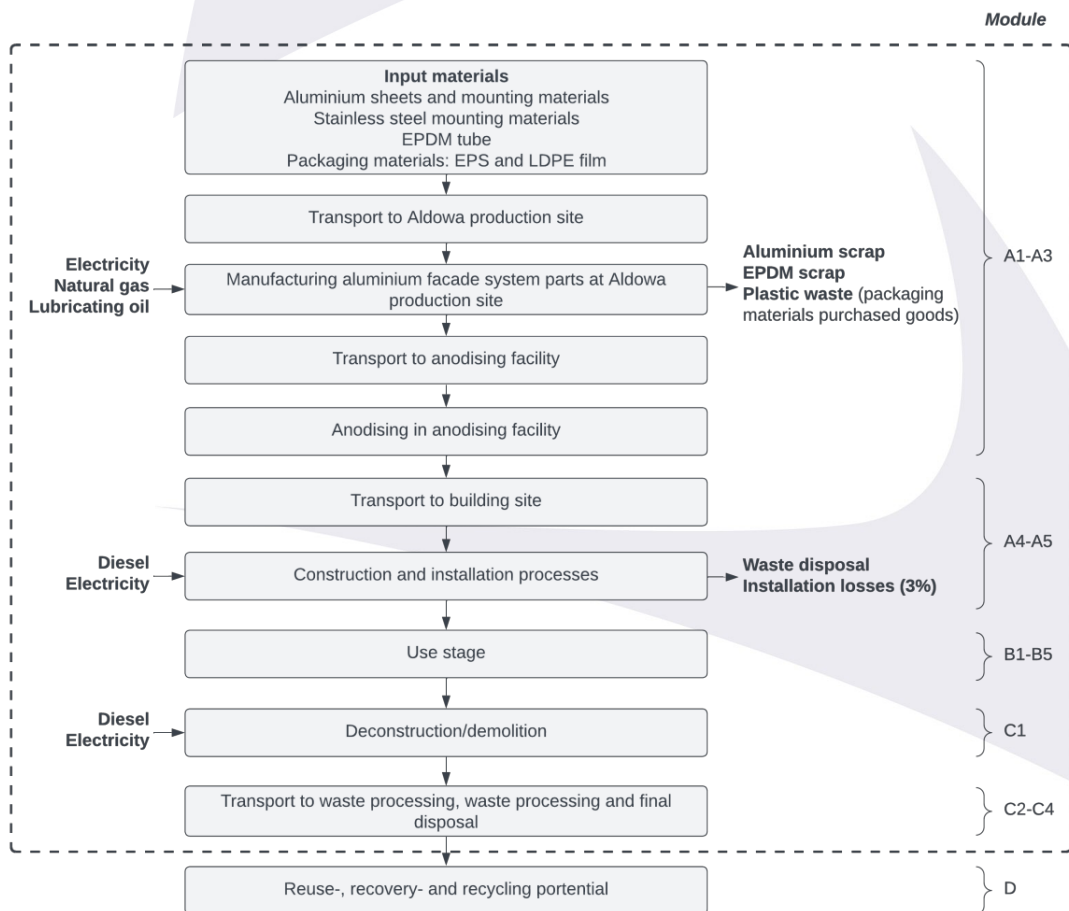 Module
Input materials
Aluminium sheets and mounting materials
Stainless steel mounting materials
EPDM tube
Packaging materials: EPS and LDPE film
Transport to Aldowa production site
Electricity
Natural gas
Lubricating oil
Manufacturing aluminium facade system parts at Aldowa
production site
Aluminium scrap
EPDM scrap
Plastic waste (packaging
materials purchased goods)
A1-A3
Transport to anodising facility
Anodising in anodising facility
Transport to building site
Diesel
Electricity
Construction and installation processes
Waste disposal
Installation losses (3%)
A4-A5
Use stage
B1-B5
Diesel
Electricity
Deconstruction/demolition
C1
Transport to waste processing, waste processing and final
disposal
C2-C4
Reuse-, recovery- and recycling portential
D